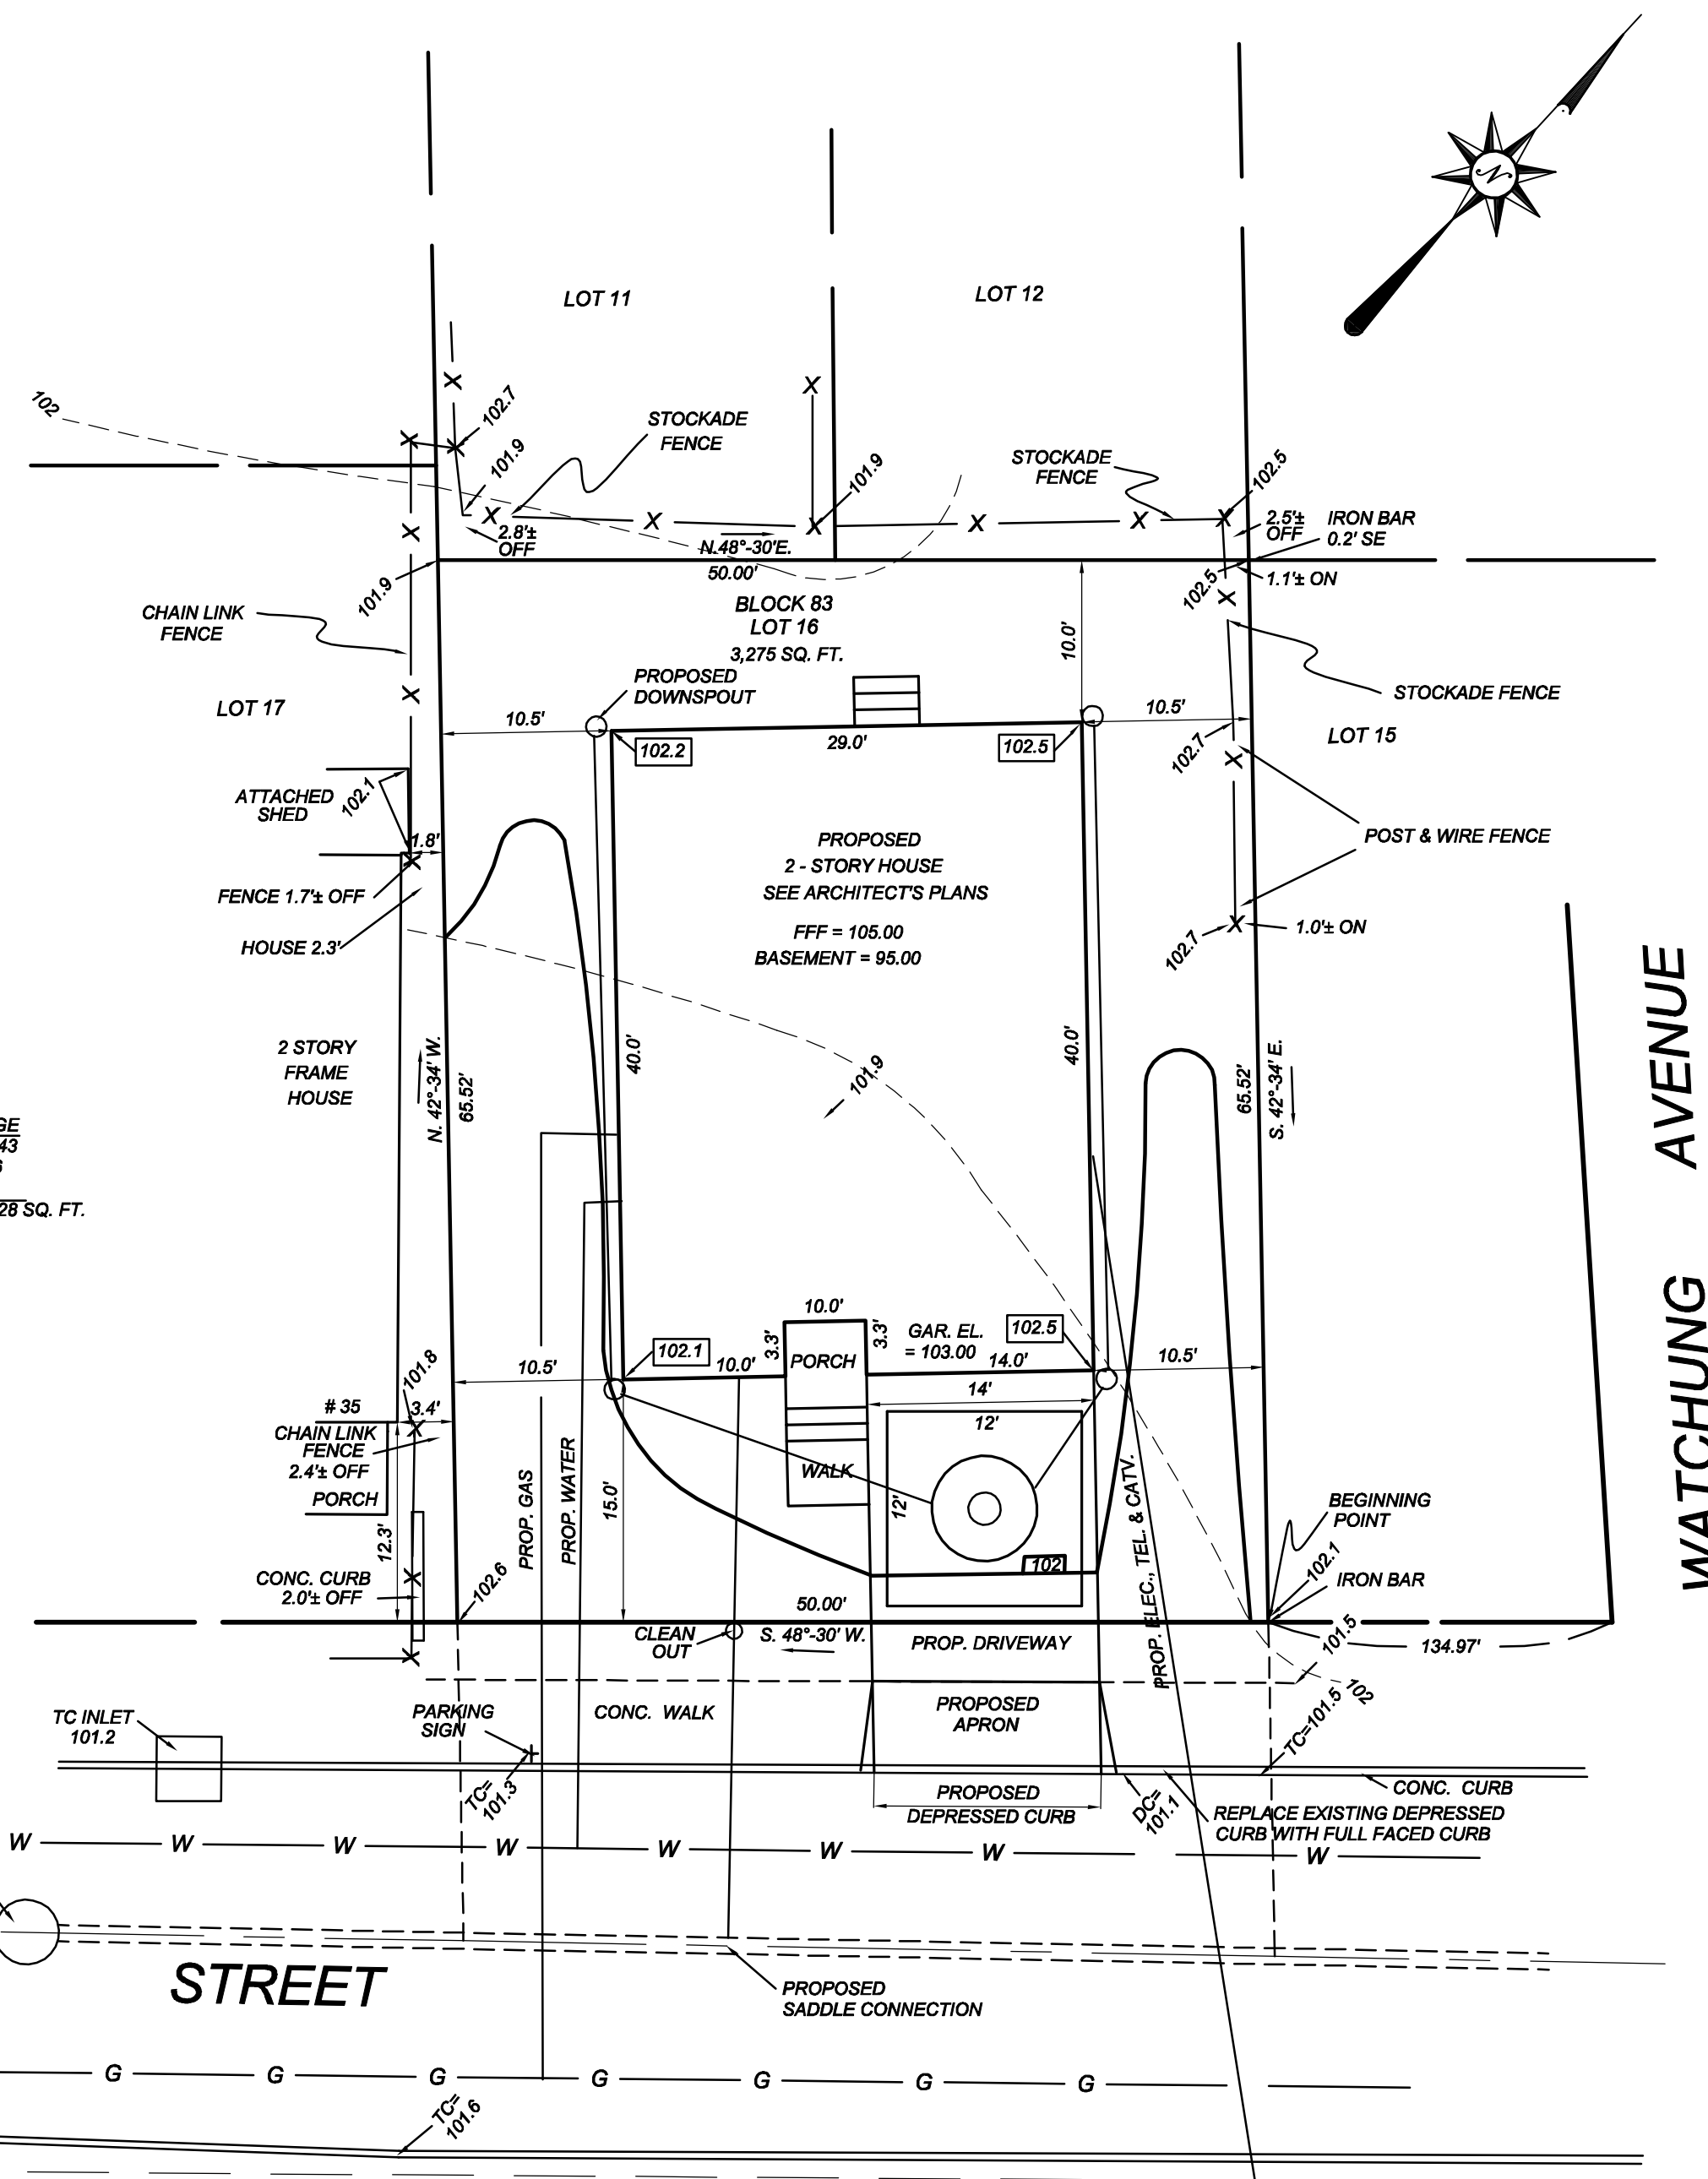 N
LOT 11
LOT 12
102
102.7
101.9
STOCKADE
FENCE
101.9
STOCKADE
FENCE
102.5
2.8'±
OFF
N.48°-30'E.
50.00'
2.5'±
OFF
IRON BAR
0.2' SE
101.9
102.5
1.1'± ON
CHAIN LINK
FENCE
BLOCK 83
LOT 16
3,275 SQ. FT.
10.0'
PROPOSED
DOWNSPOUT
STOCKADE FENCE
LOT 17
10.5'
10.5'
LOT 15
102.2
29.0'
102.5
102.7
ATTACHED
SHED
102.1
1.8'
PROPOSED
2 - STORY HOUSE
SEE ARCHITECT'S PLANS
FFF = 105.00
BASEMENT = 95.00
POST & WIRE FENCE
FENCE 1.7'± OFF
HOUSE 2.3'
102.7
1.0'± ON
2 STORY
FRAME
HOUSE
N. 42°-34' W.
65.52'
40.0'
101.9
40.0'
65.52'
S. 42°-34' E.
WATCHUNG AVENUE
GE
43
28 SQ. FT.
10.0'
3.3'
3.3'
GAR. EL.
= 103.00
102.5
102.1
10.0'
PORCH
14.0'
10.5'
10.5'
101.8
14'
# 35
3.4'
12'
CHAIN LINK
FENCE
2.4'± OFF
PORCH
WALK
12'
PROP. GAS
PROP. WATER
15.0'
PROP. ELEC., TEL. & CATV.
BEGINNING
POINT
12.3'
102
102.1
IRON BAR
CONC. CURB
2.0'± OFF
102.6
50.00'
CLEAN
OUT
S. 48°-30' W.
PROP. DRIVEWAY
101.5
134.97'
102
TC INLET
101.2
PARKING
SIGN
CONC. WALK
PROPOSED
APRON
TC=101.5
TC=
101.3
PROPOSED
DEPRESSED CURB
DC=
101.1
CONC. CURB
REPLACE EXISTING DEPRESSED
CURB WITH FULL FACED CURB
W W W W W W W W
STREET
PROPOSED
SADDLE CONNECTION
G G G G G G G
TC=
101.6